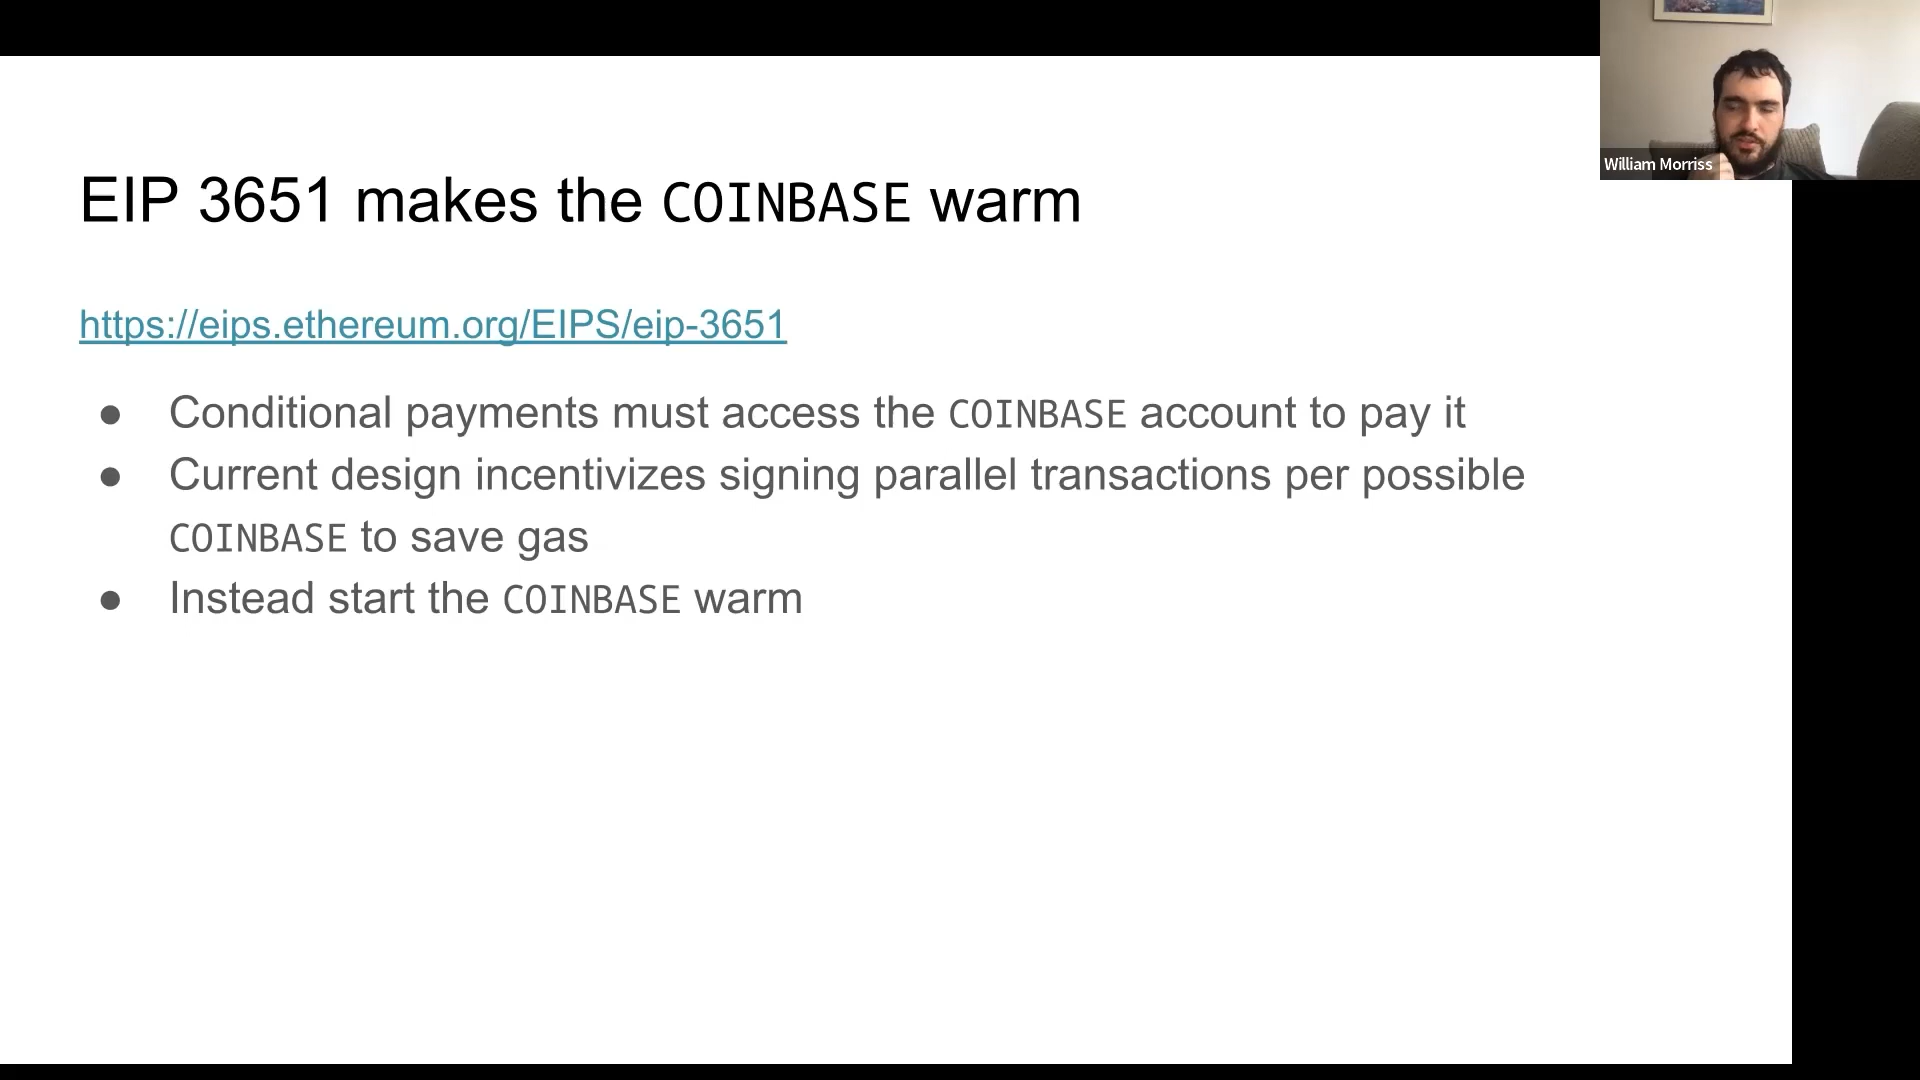 William Morriss
EIP 3651 makes the COINBASE warm
https://eips.ethereum.org/EIPS/eip-3651
● Conditional payments must access the COINBASE account to pay it
● Current design incentivizes signing parallel transactions per possible
COINBASE to save gas
● Instead start the COINBASE warm